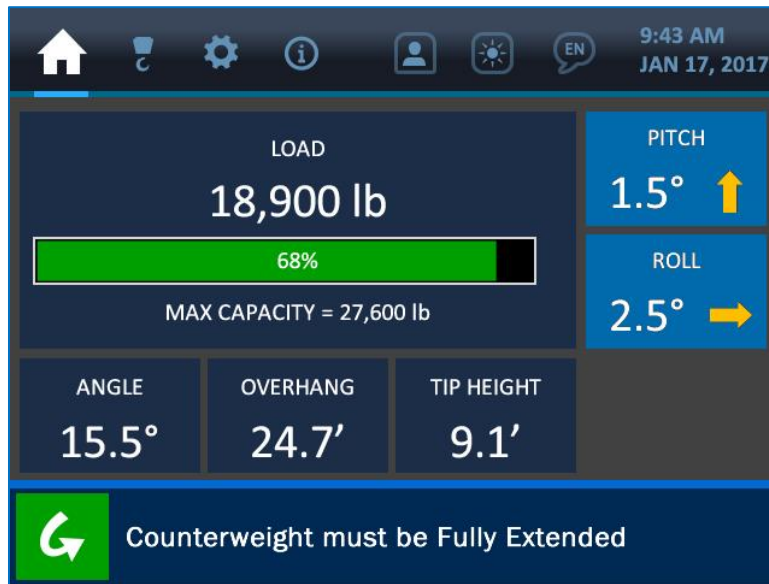 EN
9:43 AM
JAN 17, 2017
LOAD
18,900 lb
68%
MAX CAPACITY = 27,600 lb
PITCH
1.5°
ROLL
2.5°
ANGLE
15.5°
OVERHANG
24.7′
TIP HEIGHT
9.1′
Counterweight must be Fully Extended